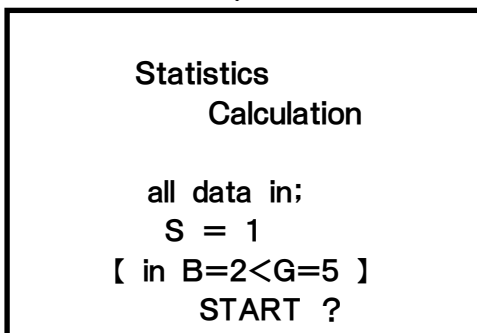 Statistics
Calculation
all data in;
S = 1
【 in B=2<G=5 】
START ?